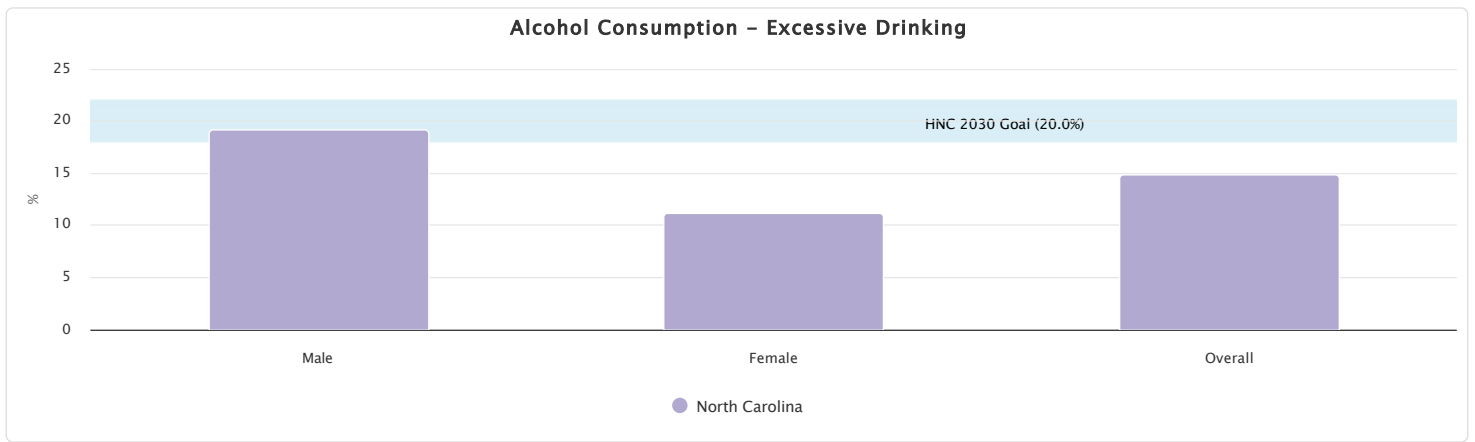 Alcohol Consumption – Excessive Drinking
25
20
15
10
5
0
%
HNC 2030 Goal (20.0%)
Male Female Overall
North Carolina